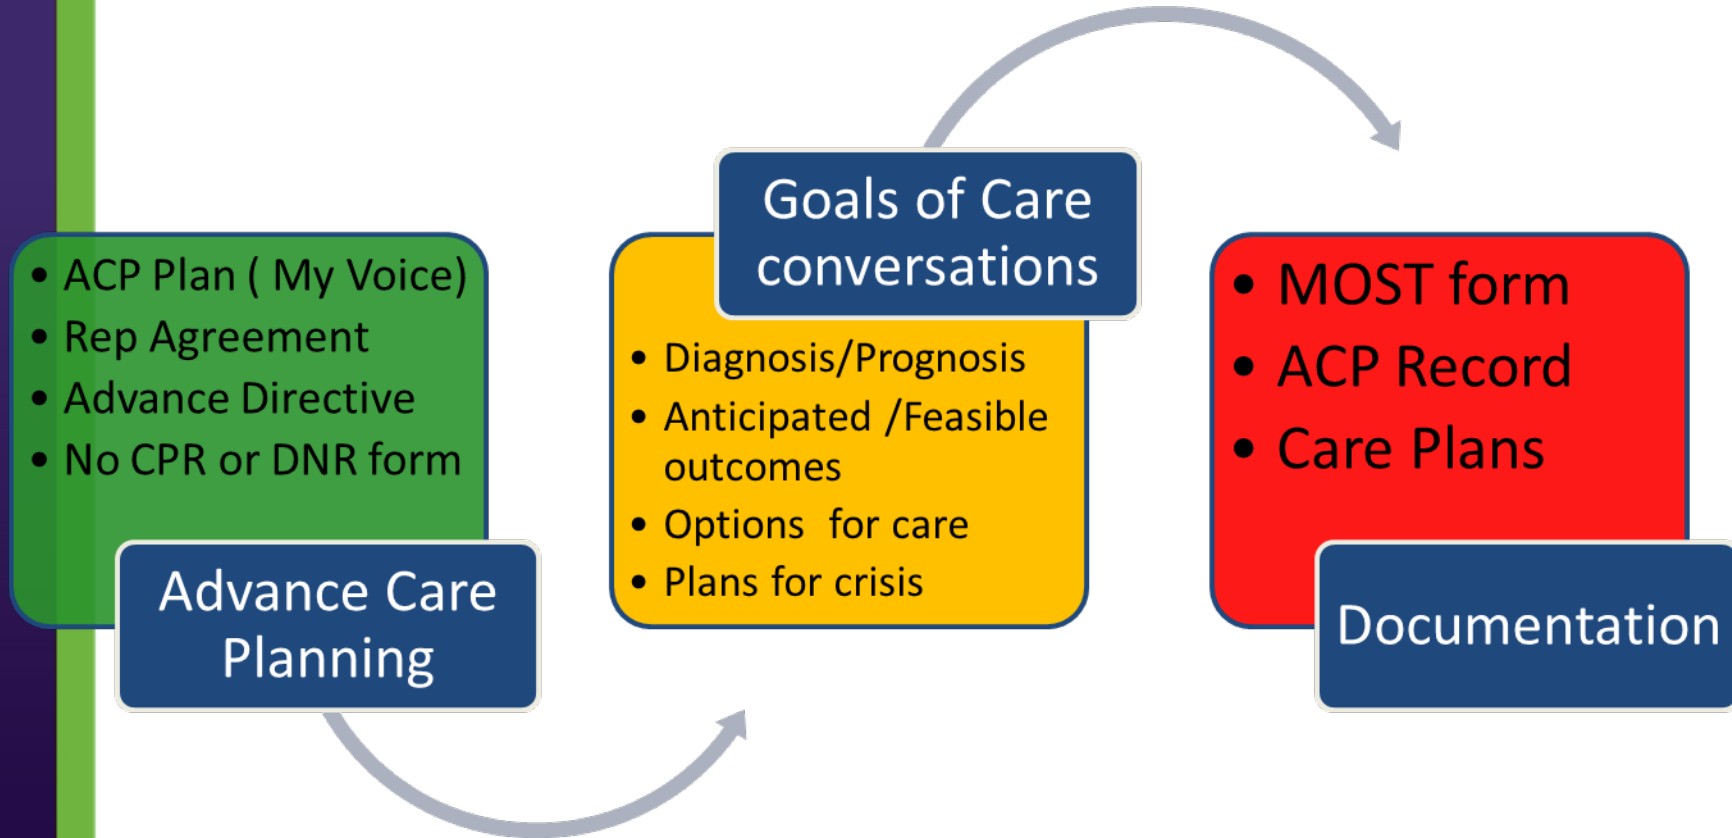 • ACP Plan ( My Voice)
• Rep Agreement
• Advance Directive
• No CPR or DNR form
Advance Care
Planning
Goals of Care
conversations
• Diagnosis/Prognosis
• Anticipated /Feasible
outcomes
• Options  for care
• Plans for crisis
• MOST form
• ACP Record
• Care Plans
Documentation